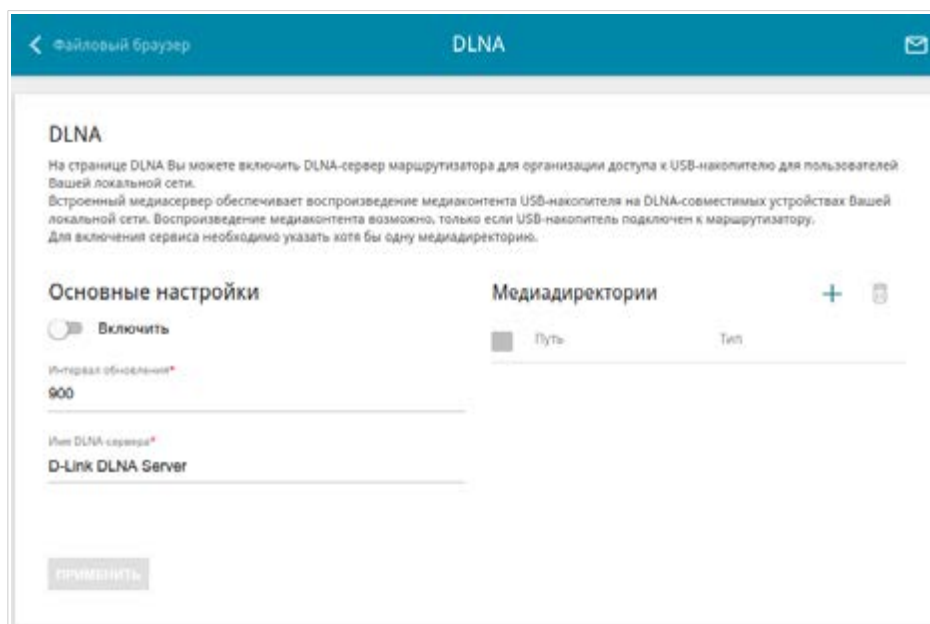 Файловый браузер
DLNA
DLNA
На странице DLNA Вы можете включить DLNA-сервер маршрутизатора для организации доступа к USB-накопителю для пользователей
Вашей локальной сети.
Встроенный медиасервер обеспечивает воспроизведение медиаконтента USB-накопителя на DLNA-совместимых устройствах Вашей
локальной сети. Воспроизведение медиаконтента возможно, только если USB-накопитель подключен к маршрутизатору.
Для включения сервиса необходимо указать хотя бы одну медиадиректорию.
Основные настройки
Включить
Интервал обновления*
900
Имя DLNA-сервера*
D-Link DLNA Server
ПРИМЕНИТЬ
Медиадиректории
Путь
Тип